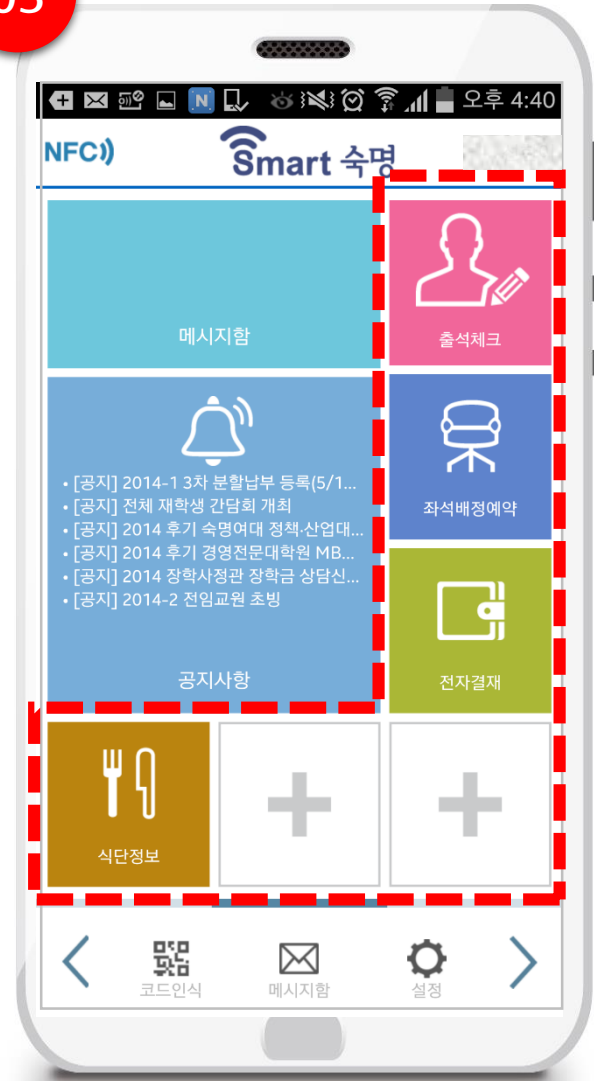 03
오후 4:40
NFC
Smart 숙명
메시지함
출석체크
• [공지] 2014-1 3차 분할납부 등록(5/1...
• [공지] 전체 재학생 간담회 개최
• [공지] 2014 후기 숙명여대 정책·산업대...
• [공지] 2014 후기 경영전문대학원 MB...
• [공지] 2014 장학사정관 장학금 상담신...
• [공지] 2014-2 전임교원 초빙
공지사항
좌석배정예약
전자결재
식단정보
코드인식
메시지함
설정